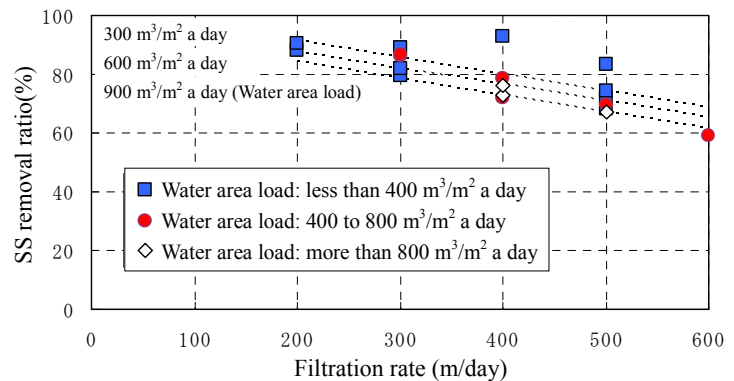 100
80
60
40
20
0
SS removal ratio(%)
300 m³/m² a day
600 m³/m² a day
900 m³/m² a day (Water area load)
Water area load: less than 400 m³/m² a day
Water area load: 400 to 800 m³/m² a day
Water area load: more than 800 m³/m² a day
0 100 200 300 400 500 600
Filtration rate (m/day)